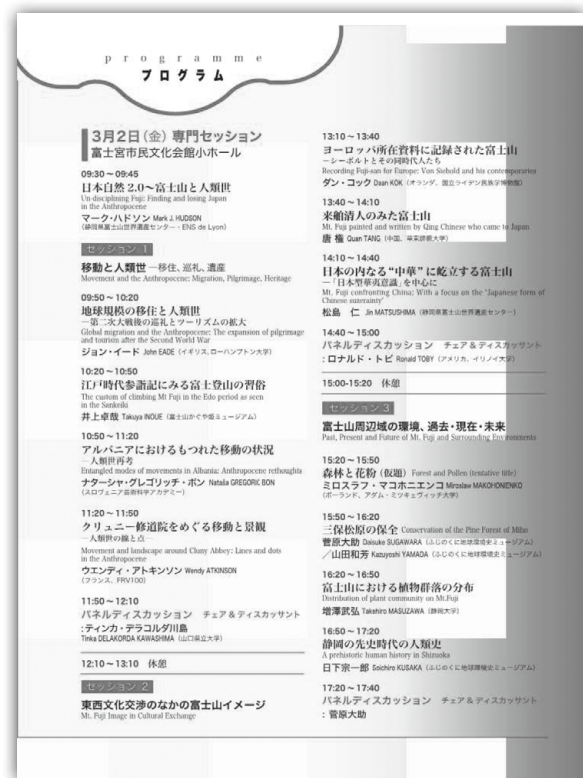 programme
プログラム
3月2日(金) 専門セッション
富士宮市民文化会館小ホール
09:30～09:45
日本自然 2.0～富士山と人類世
Un-disciplining Fuji: Finding and losing Japan
in the Anthropocene
マーク・ハドソン Mark J. HUDSON
(静岡県富士山世界遺産センター・ENS de Lyon)
セッション 1
移動と人類世 ―移住、巡礼、遺産
Movement and the Anthropocene: Migration, Pilgrimage, Heritage
09:50～10:20
地球規模の移住と人類世
―第二次大戦後の巡礼とツーリズムの拡大
Global migration and the Anthropocene: The expansion of pilgrimage
and tourism after the Second World War
ジョン・イード John EADE (イギリス、ローハンプトン大学)
10:20～10:50
江戸時代参詣記にみる富士登山の習俗
The custom of climbing Mt Fuji in the Edo period as seen
in the Sankeiki
井上卓哉 Takuya INOUE (富士山かぐや姫ミュージアム)
10:50～11:20
アルバニアにおけるもつれた移動の状況
―人類世再考
Entangled modes of movements in Albania: Anthropocene rethoughts
ナターシャ・グレゴリッチ・ボン Nataša GREGORIC BON
(スロヴェニア芸術科学アカデミー)
11:20～11:50
クリュニー修道院をめぐる移動と景観
―人類世の線と点―
Movement and landscape around Cluny Abbey: Lines and dots
in the Anthropocene
ウエンディ・アトキンソン Wendy ATKINSON
(フランス、FRV100)
11:50～12:10
パネルディスカッション チェア&ディスカッサント
:ティンカ・デラコルダ川島
Tinka DELAKORDA KAWASHIMA (山口県立大学)
12:10～13:10 休憩
セッション 2
東西文化交渉のなかの富士山イメージ
Mt. Fuji Image in Cultural Exchange
13:10～13:40
ヨーロッパ所在資料に記録された富士山
―シーボルトとその同時代人たち
Recording Fuji-san for Europe: Von Siebold and his contemporaries
ダン・コック Daan KOK (オランダ、国立ライデン民族学博物館)
13:40～14:10
来舶清人のみた富士山
Mt. Fuji painted and written by Qing Chinese who came to Japan
唐 権 Quan TANG (中国、華東師範大学)
14:10～14:40
日本の内なる“中華”に屹立する富士山
―「日本型華夷意識」を中心に
Mt. Fuji confronting China: With a focus on the "Japanese form of
Chinese suzerainty"
松島 仁 Jin MATSUSHIMA (静岡県富士山世界遺産センター)
14:40～15:00
パネルディスカッション チェア&ディスカッサント
:ロナルド・トビ Ronald TOBY (アメリカ、イリノイ大学)
15:00-15:20 休憩
セッション 3
富士山周辺域の環境、過去・現在・未来
Past, Present and Future of Mt. Fuji and Surrounding Environments
15:20～15:50
森林と花粉 (仮題) Forest and Pollen (tentative title)
ミロスラフ・マコホニエンコ Miroslaw MAKOHONIENKO
(ポーランド、アダム・ミツキェヴィッチ大学)
15:50～16:20
三保松原の保全 Conservation of the Pine Forest of Miho
菅原大助 Daisuke SUGAWARA (ふじのくに地球環境史ミュージアム)
／山田和芳 Kazuyoshi YAMADA (ふじのくに地球環境史ミュージアム)
16:20～16:50
富士山における植物群落の分布
Distribution of plant community on Mt.Fuji
増澤武弘 Takehiro MASUZAWA (静岡大学)
16:50～17:20
静岡の先史時代の人類史
A prehistoric human history in Shizuoka
日下宗一郎 Soichiro KUSAKA (ふじのくに地球環境史ミュージアム)
17:20～17:40
パネルディスカッション チェア&ディスカッサント
:菅原大助